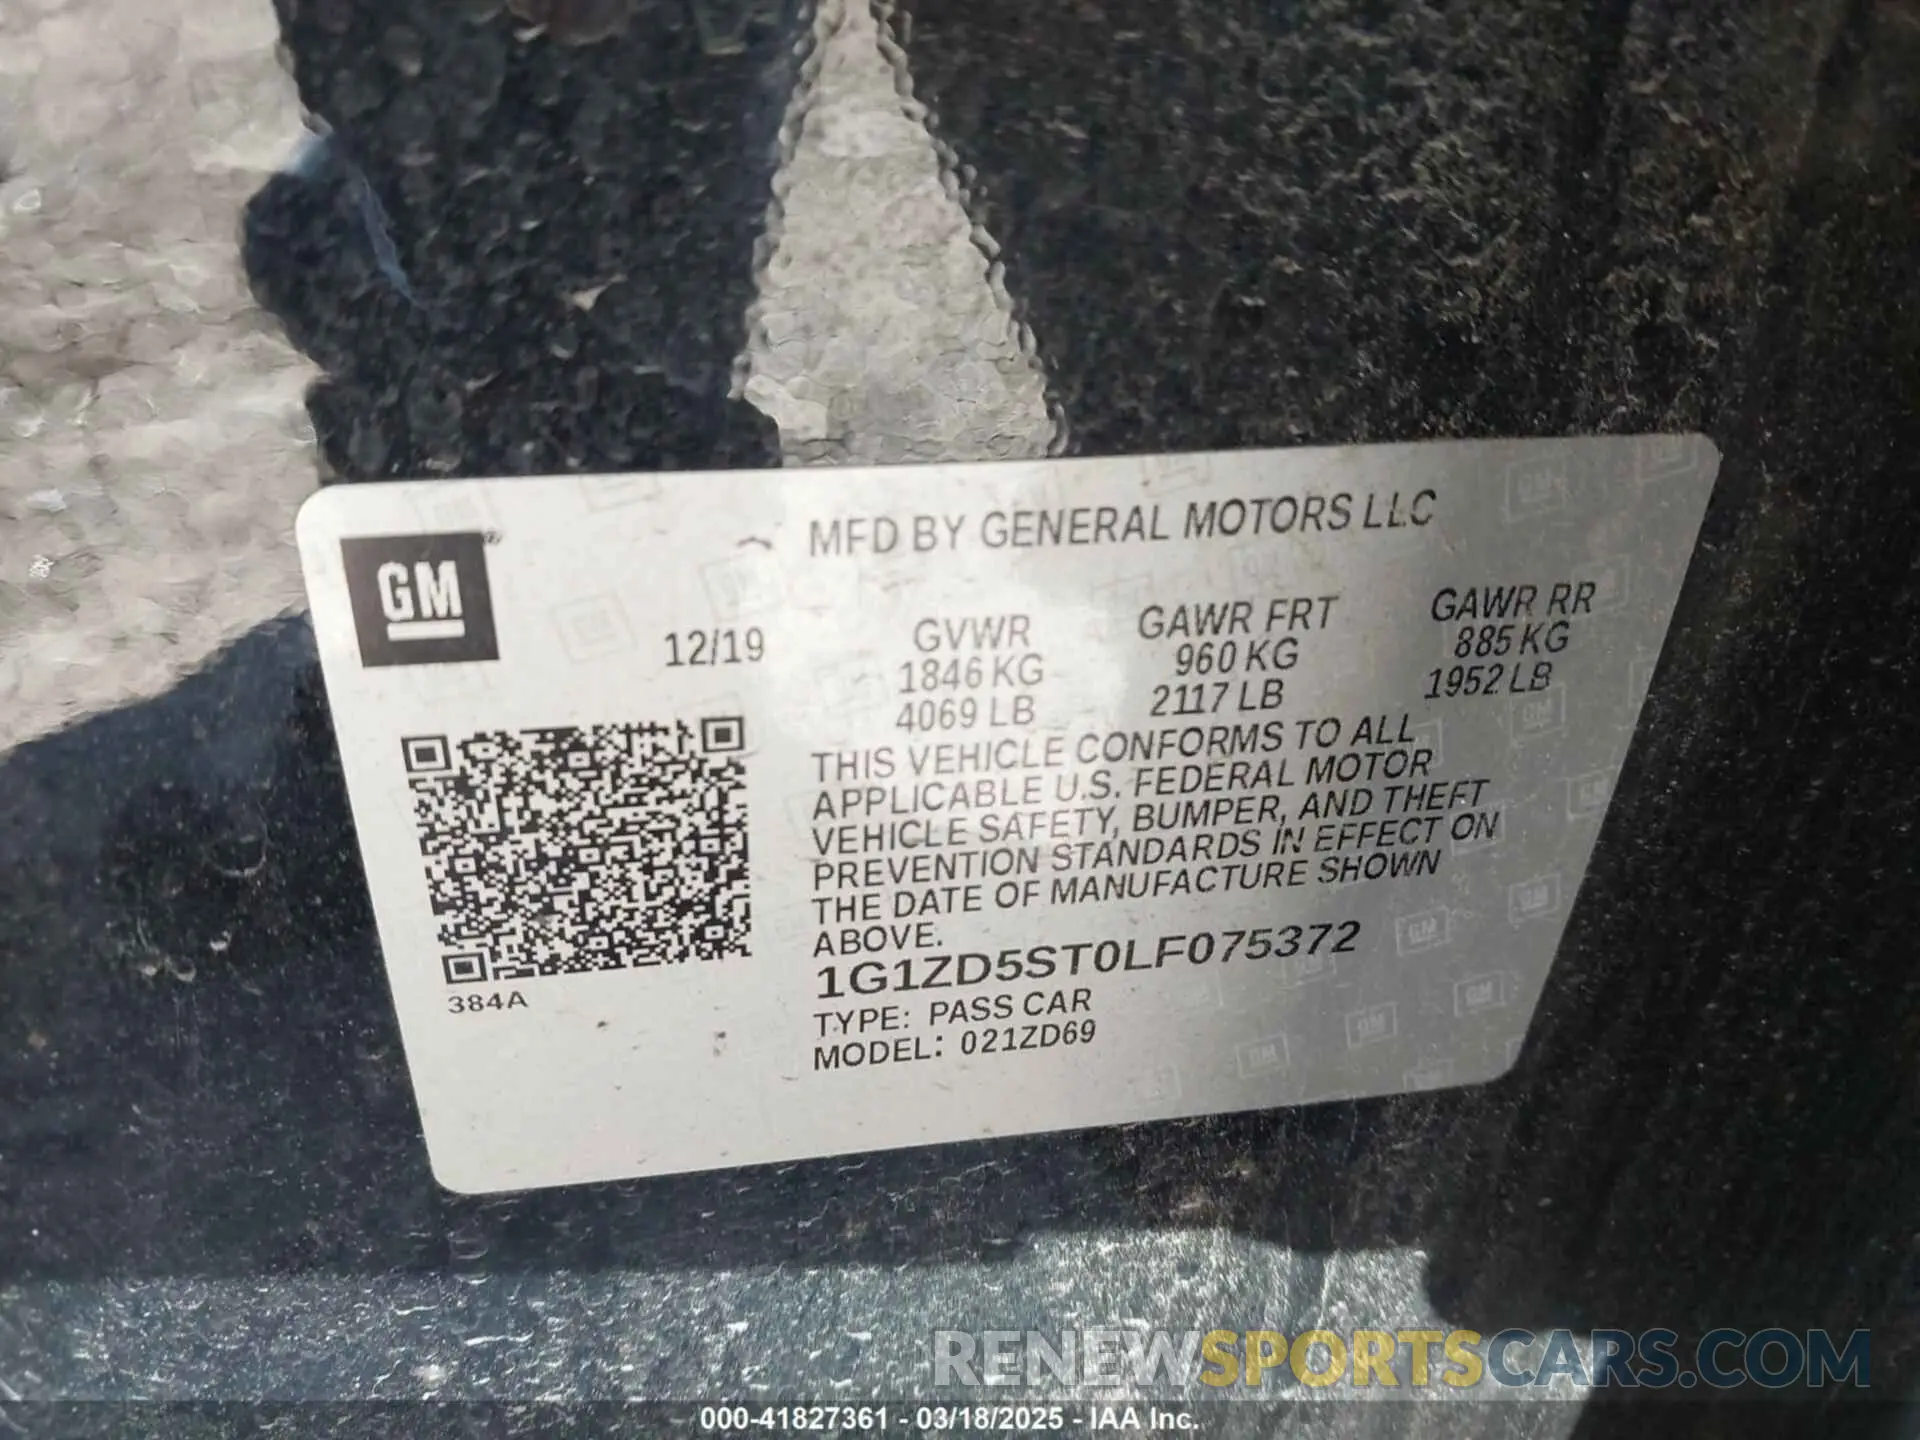 MFD BY GENERAL MOTORS LLC
GM
12/19
GVWR
1846 KG
4069 LB
GAWR FRT
960 KG
2117 LB
GAWR RR
885 KG
1952 LB
THIS VEHICLE CONFORMS TO ALL
APPLICABLE U.S. FEDERAL MOTOR
VEHICLE SAFETY, BUMPER, AND THEFT
PREVENTION STANDARDS IN EFFECT ON
THE DATE OF MANUFACTURE SHOWN
ABOVE.
1G1ZD5ST0LF075372
TYPE: PASS CAR
MODEL: 021ZD69
384A
RENEWSPORTSCARS.COM
000-41827361 - 03/18/2025 - IAA Inc.